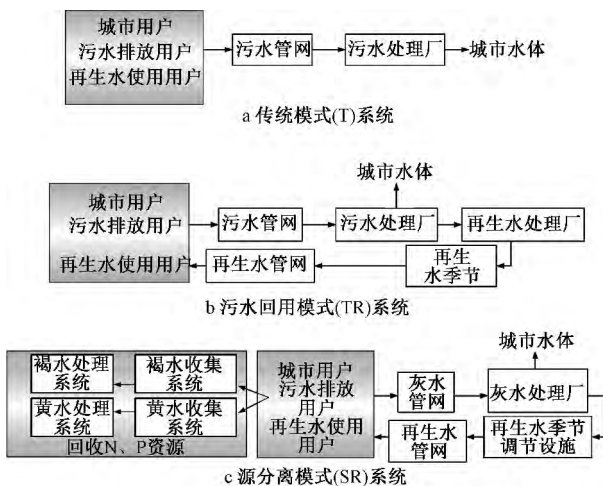 城市用户
污水排放用户
再生水使用用户
污水管网
污水处理厂
城市水体
a 传统模式(T)系统
城市水体
城市用户
污水排放用户
污水管网
污水处理厂
再生水处理厂
再生水使用用户
再生水管网
再生
水季节
b 污水回用模式(TR)系统
城市水体
褐水处理
系统
褐水收集
系统
黄水处理
系统
黄水收集
系统
回收N、P资源
城市用户
污水排放
用户
再生水使用
用户
灰水
管网
灰水处理厂
再生水
管网
再生水季节
调节设施
c 源分离模式(SR)系统